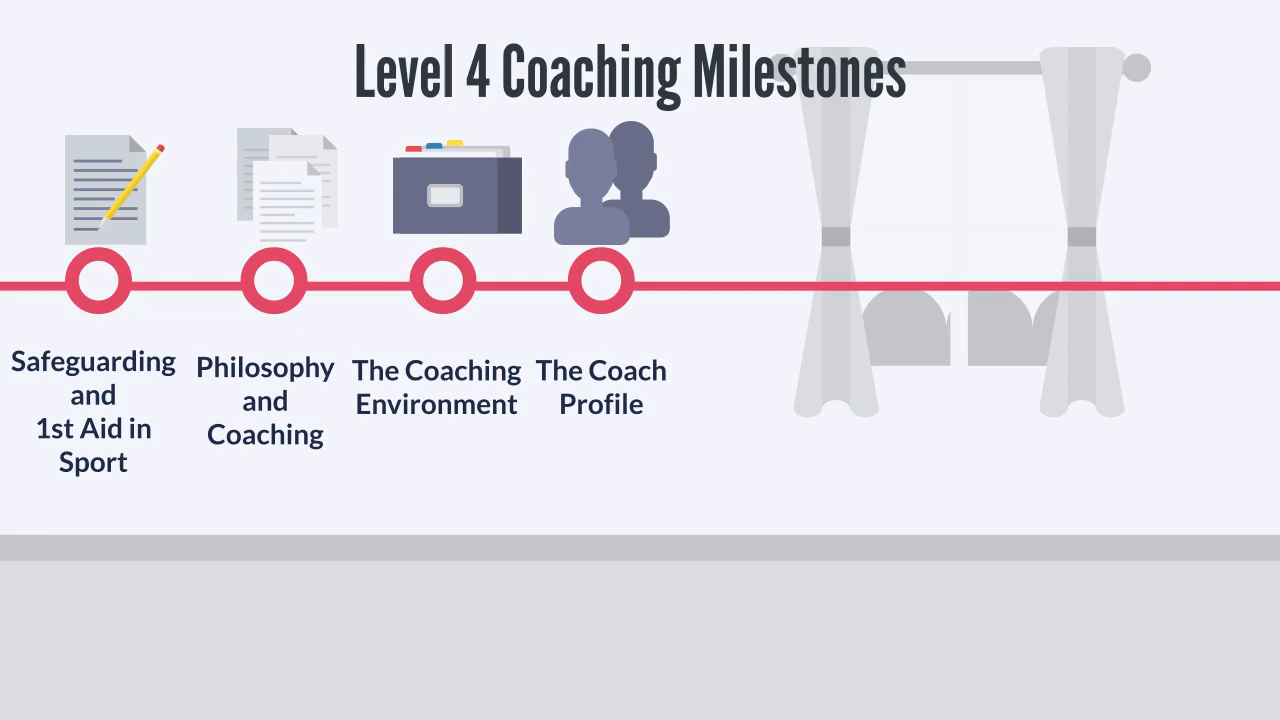 Level 4 Coaching Milestones
Safeguarding
and
1st Aid in
Sport
Philosophy
and
Coaching
The Coaching
Environment
The Coach
Profile